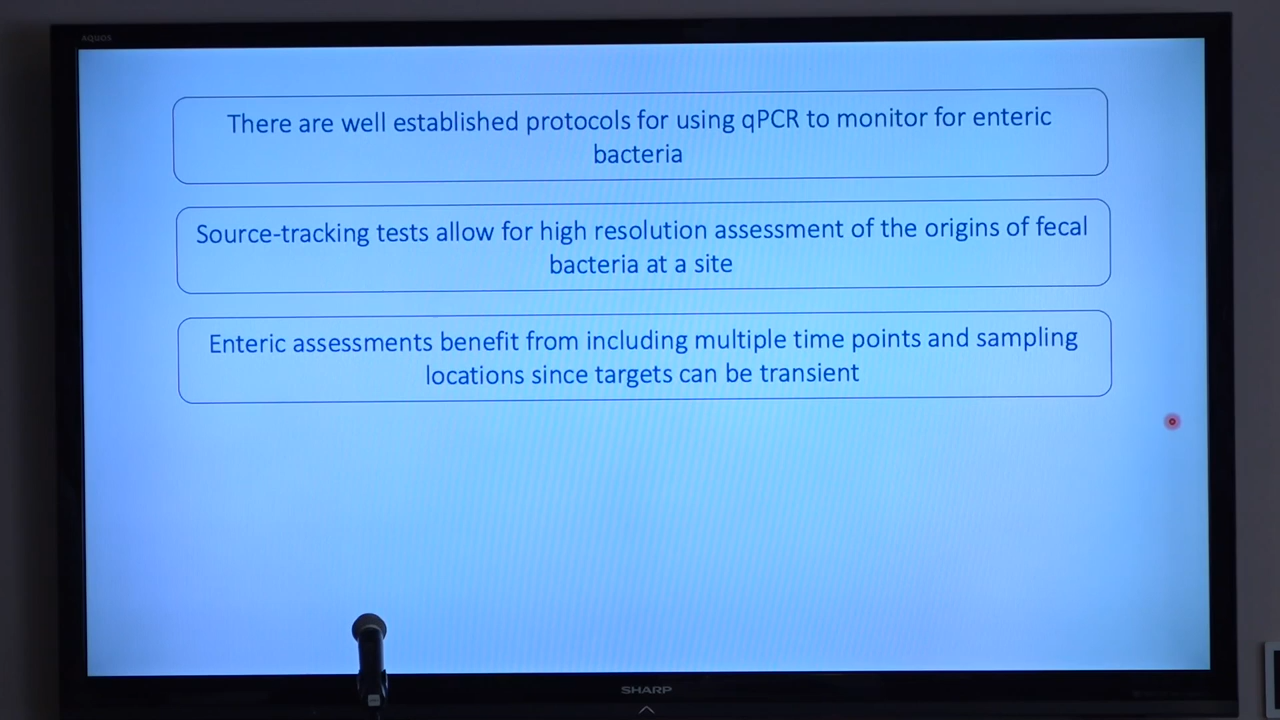 AQUOS
There are well established protocols for using qPCR to monitor for enteric
bacteria
Source-tracking tests allow for high resolution assessment of the origins of fecal
bacteria at a site
Enteric assessments benefit from including multiple time points and sampling
locations since targets can be transient
SHARP